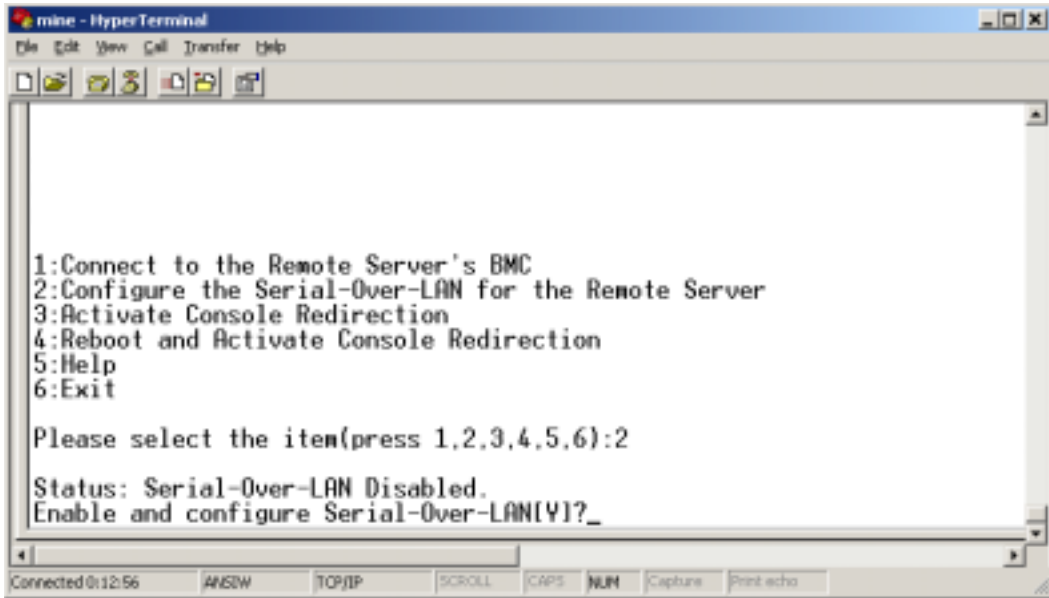 mine - HyperTerminal
File Edit View Call Transfer Help
1:Connect to the Remote Server's BMC
2:Configure the Serial-Over-LAN for the Remote Server
3:Activate Console Redirection
4:Reboot and Activate Console Redirection
5:Help
6:Exit
Please select the item(press 1,2,3,4,5,6):2
Status: Serial-Over-LAN Disabled.
Enable and configure Serial-Over-LAN[Y]?_
Connected 0:12:56 ANSIW TCP/IP SCROLL CAPS NUM Capture Print echo